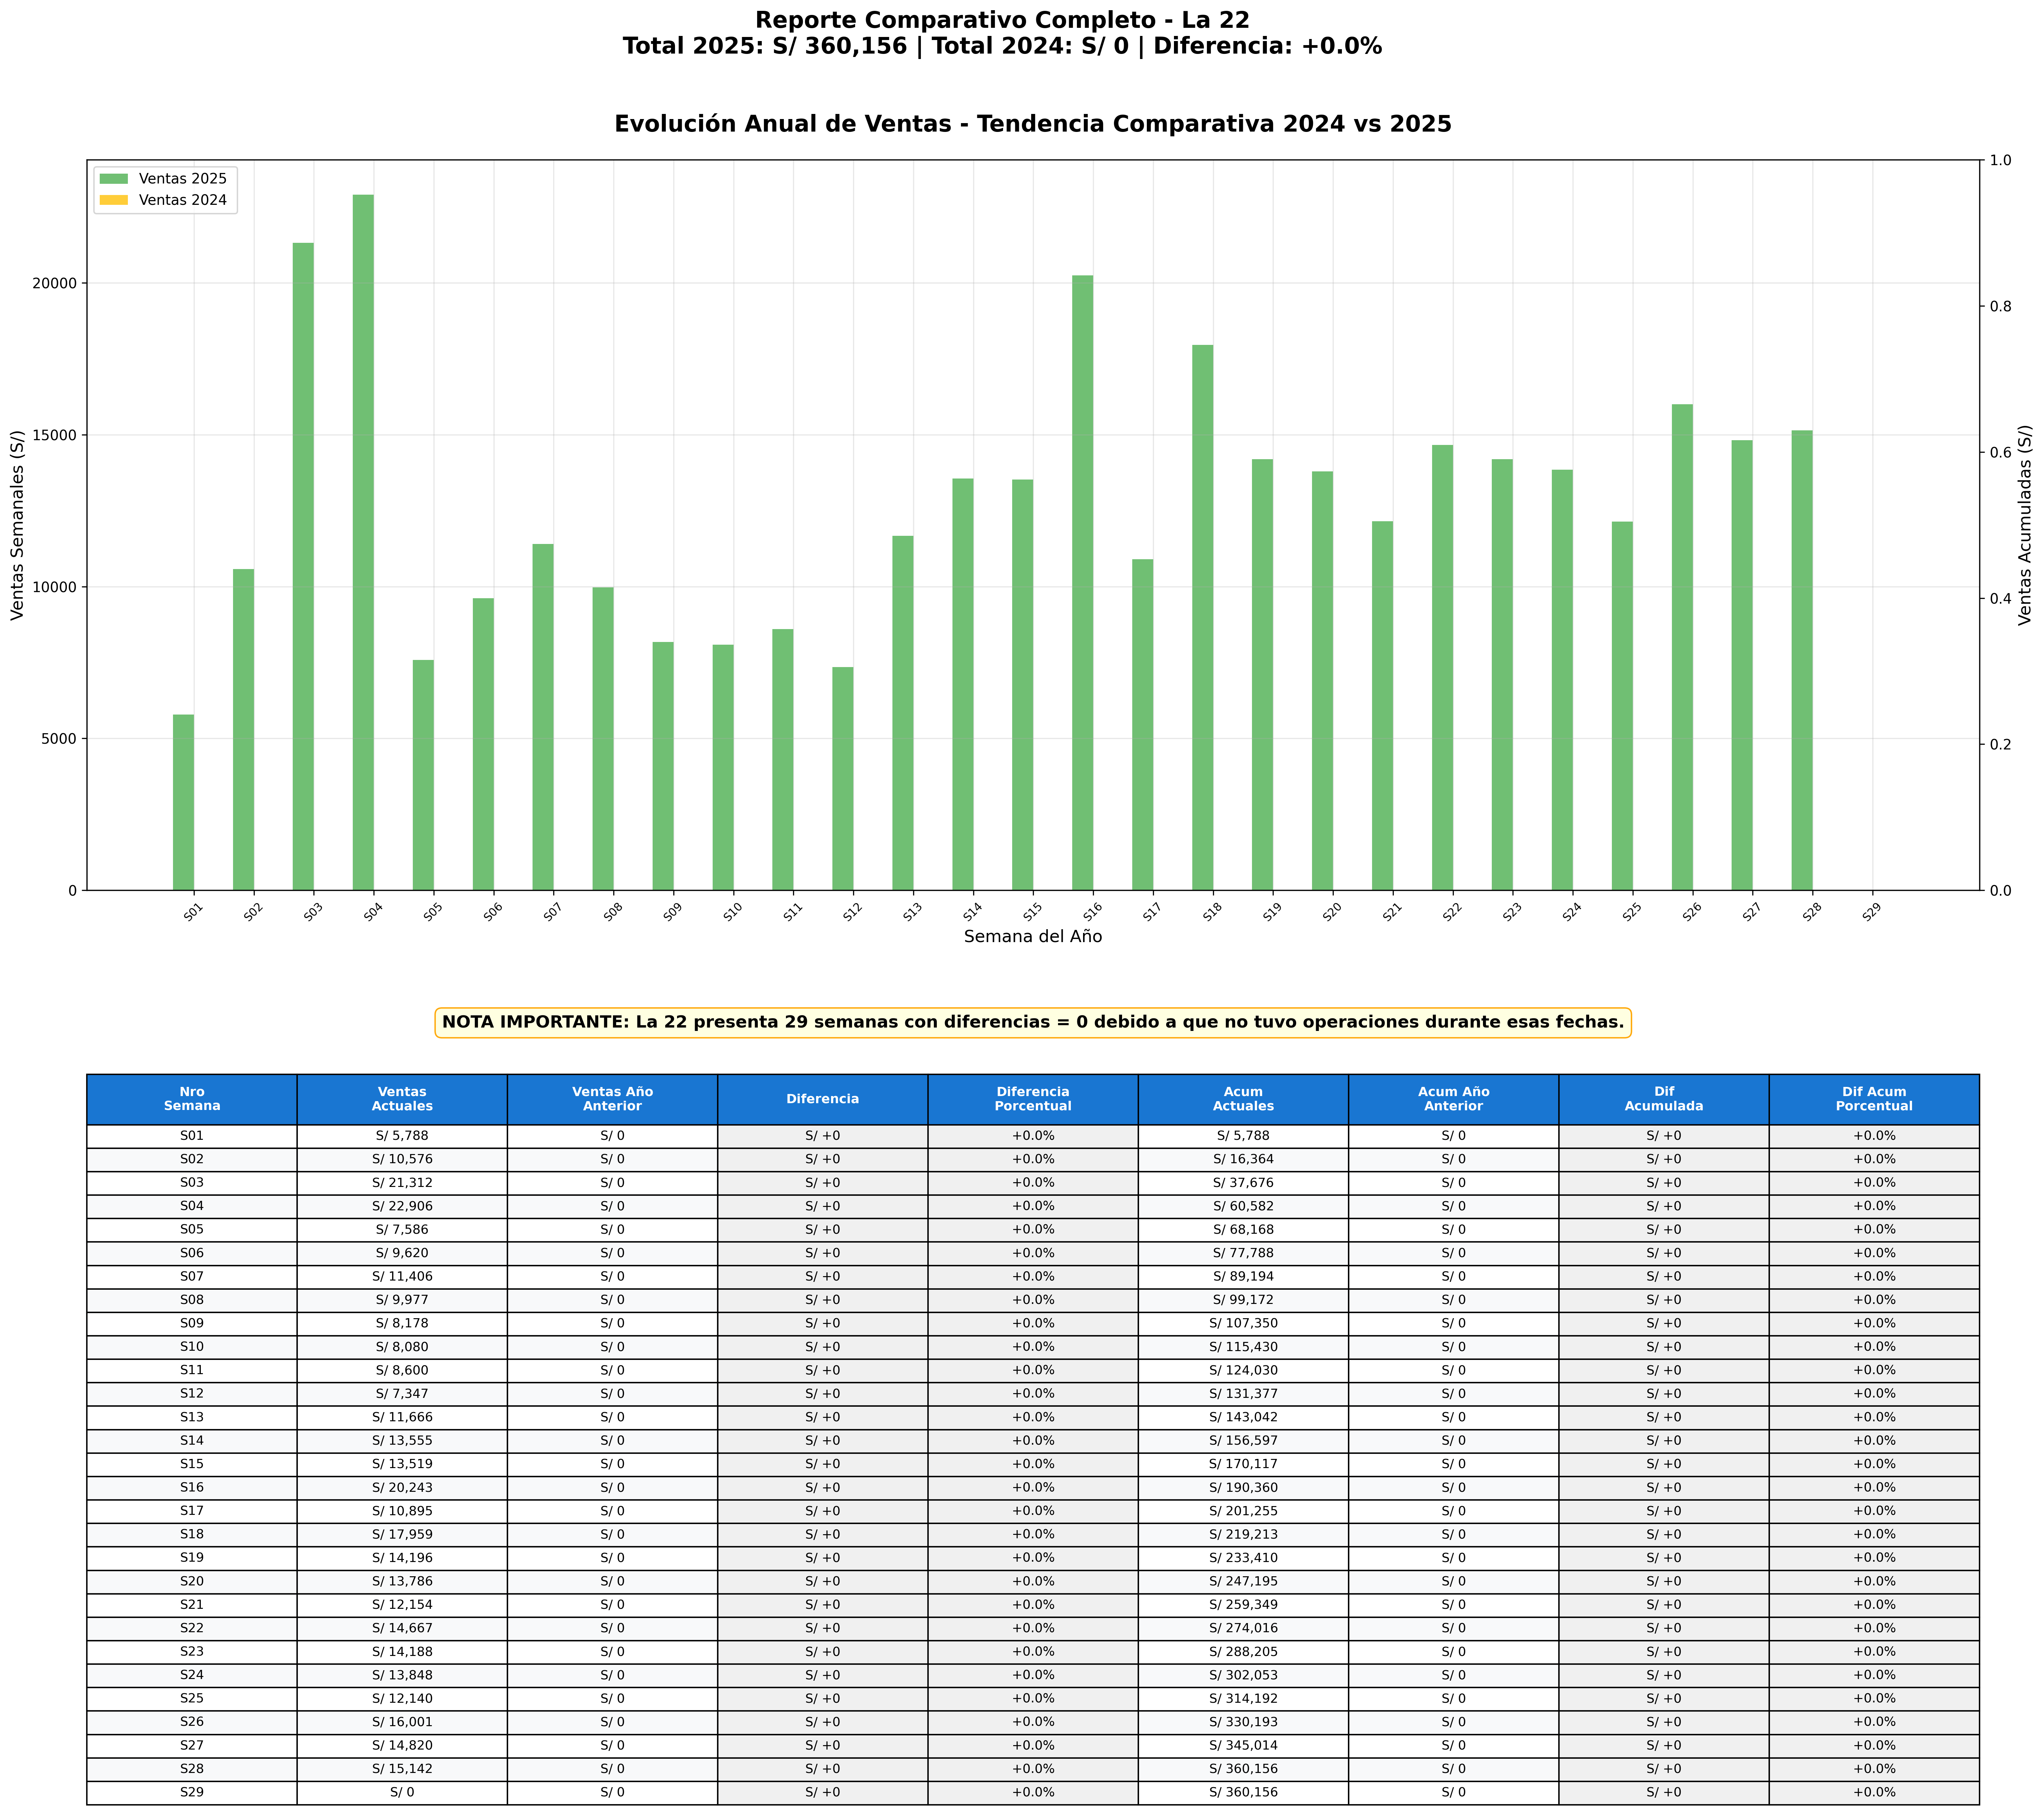 Reporte Comparativo Completo - La 22
Total 2025: S/ 360,156 | Total 2024: S/ 0 | Diferencia: +0.0%
Evolución Anual de Ventas - Tendencia Comparativa 2024 vs 2025
Ventas 2025
Ventas 2024
Ventas Semanales (S/)
20000
15000
10000
5000
0
1.0
0.8
0.6
0.4
0.2
0.0
Ventas Acumuladas (S/)
S01 S02 S03 S04 S05 S06 S07 S08 S09 S10 S11 S12 S13 S14 S15 S16 S17 S18 S19 S20 S21 S22 S23 S24 S25 S26 S27 S28 S29
Semana del Año
NOTA IMPORTANTE: La 22 presenta 29 semanas con diferencias = 0 debido a que no tuvo operaciones durante esas fechas.
Nro Semana | Ventas Actuales | Ventas Año Anterior | Diferencia | Diferencia Porcentual | Acum Actuales | Acum Año Anterior | Dif Acumulada | Dif Acum Porcentual
S01 S/ 5,788 S/ 0 S/ +0 +0.0% S/ 5,788 S/ 0 S/ +0 +0.0%
S02 S/ 10,576 S/ 0 S/ +0 +0.0% S/ 16,364 S/ 0 S/ +0 +0.0%
S03 S/ 21,312 S/ 0 S/ +0 +0.0% S/ 37,676 S/ 0 S/ +0 +0.0%
S04 S/ 22,906 S/ 0 S/ +0 +0.0% S/ 60,582 S/ 0 S/ +0 +0.0%
S05 S/ 7,586 S/ 0 S/ +0 +0.0% S/ 68,168 S/ 0 S/ +0 +0.0%
S06 S/ 9,620 S/ 0 S/ +0 +0.0% S/ 77,788 S/ 0 S/ +0 +0.0%
S07 S/ 11,406 S/ 0 S/ +0 +0.0% S/ 89,194 S/ 0 S/ +0 +0.0%
S08 S/ 9,977 S/ 0 S/ +0 +0.0% S/ 99,172 S/ 0 S/ +0 +0.0%
S09 S/ 8,178 S/ 0 S/ +0 +0.0% S/ 107,350 S/ 0 S/ +0 +0.0%
S10 S/ 8,080 S/ 0 S/ +0 +0.0% S/ 115,430 S/ 0 S/ +0 +0.0%
S11 S/ 8,600 S/ 0 S/ +0 +0.0% S/ 124,030 S/ 0 S/ +0 +0.0%
S12 S/ 7,347 S/ 0 S/ +0 +0.0% S/ 131,377 S/ 0 S/ +0 +0.0%
S13 S/ 11,666 S/ 0 S/ +0 +0.0% S/ 143,042 S/ 0 S/ +0 +0.0%
S14 S/ 13,555 S/ 0 S/ +0 +0.0% S/ 156,597 S/ 0 S/ +0 +0.0%
S15 S/ 13,519 S/ 0 S/ +0 +0.0% S/ 170,117 S/ 0 S/ +0 +0.0%
S16 S/ 20,243 S/ 0 S/ +0 +0.0% S/ 190,360 S/ 0 S/ +0 +0.0%
S17 S/ 10,895 S/ 0 S/ +0 +0.0% S/ 201,255 S/ 0 S/ +0 +0.0%
S18 S/ 17,959 S/ 0 S/ +0 +0.0% S/ 219,213 S/ 0 S/ +0 +0.0%
S19 S/ 14,196 S/ 0 S/ +0 +0.0% S/ 233,410 S/ 0 S/ +0 +0.0%
S20 S/ 13,786 S/ 0 S/ +0 +0.0% S/ 247,195 S/ 0 S/ +0 +0.0%
S21 S/ 12,154 S/ 0 S/ +0 +0.0% S/ 259,349 S/ 0 S/ +0 +0.0%
S22 S/ 14,667 S/ 0 S/ +0 +0.0% S/ 274,016 S/ 0 S/ +0 +0.0%
S23 S/ 14,188 S/ 0 S/ +0 +0.0% S/ 288,205 S/ 0 S/ +0 +0.0%
S24 S/ 13,848 S/ 0 S/ +0 +0.0% S/ 302,053 S/ 0 S/ +0 +0.0%
S25 S/ 12,140 S/ 0 S/ +0 +0.0% S/ 314,192 S/ 0 S/ +0 +0.0%
S26 S/ 16,001 S/ 0 S/ +0 +0.0% S/ 330,193 S/ 0 S/ +0 +0.0%
S27 S/ 14,820 S/ 0 S/ +0 +0.0% S/ 345,014 S/ 0 S/ +0 +0.0%
S28 S/ 15,142 S/ 0 S/ +0 +0.0% S/ 360,156 S/ 0 S/ +0 +0.0%
S29 S/ 0 S/ 0 S/ +0 +0.0% S/ 360,156 S/ 0 S/ +0 +0.0%